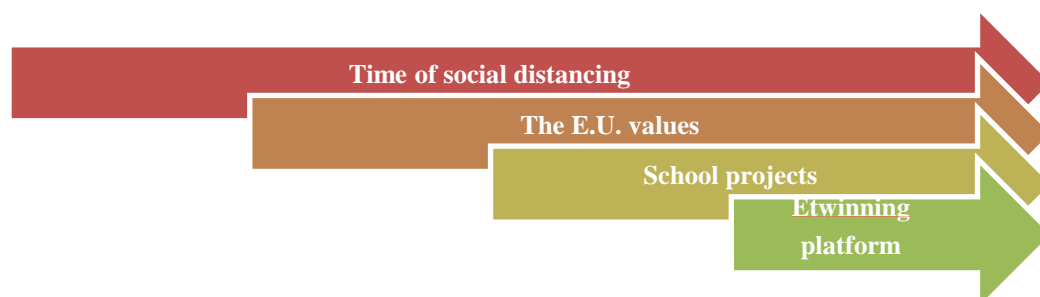 Time of social distancing
The E.U. values
School projects
Etwinning
platform